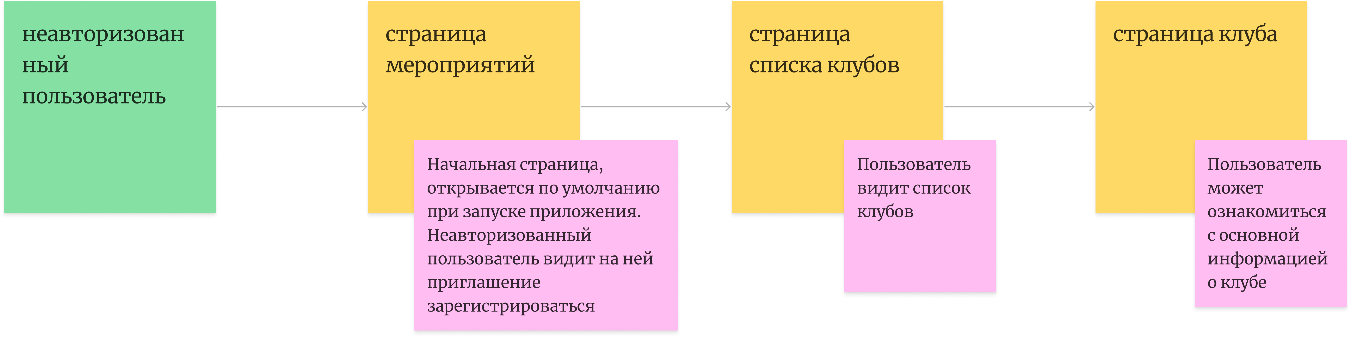 неавторизован
ный
пользователь
страница
мероприятий
Начальная страница,
открывается по умолчанию
при запуске приложения.
Неавторизованный
пользователь видит на ней
приглашение
зарегистрироваться
страница
списка клубов
Пользователь
видит список
клубов
страница клуба
Пользователь
может
ознакомиться
с основной
информацией
о клубе